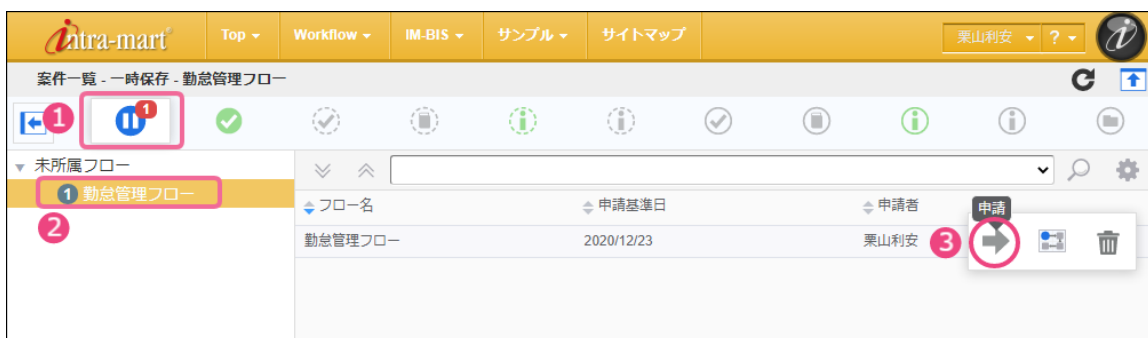 intra-mart® Top Workflow IM-BIS サンプル サイトマップ 栗山利安 ?
案件一覧 - 一時保存 - 勤怠管理フロー
1 1
未所属フロー
1 勤怠管理フロー
2
フロー名 申請基準日 申請者 申請
勤怠管理フロー 2020/12/23 栗山利安 3